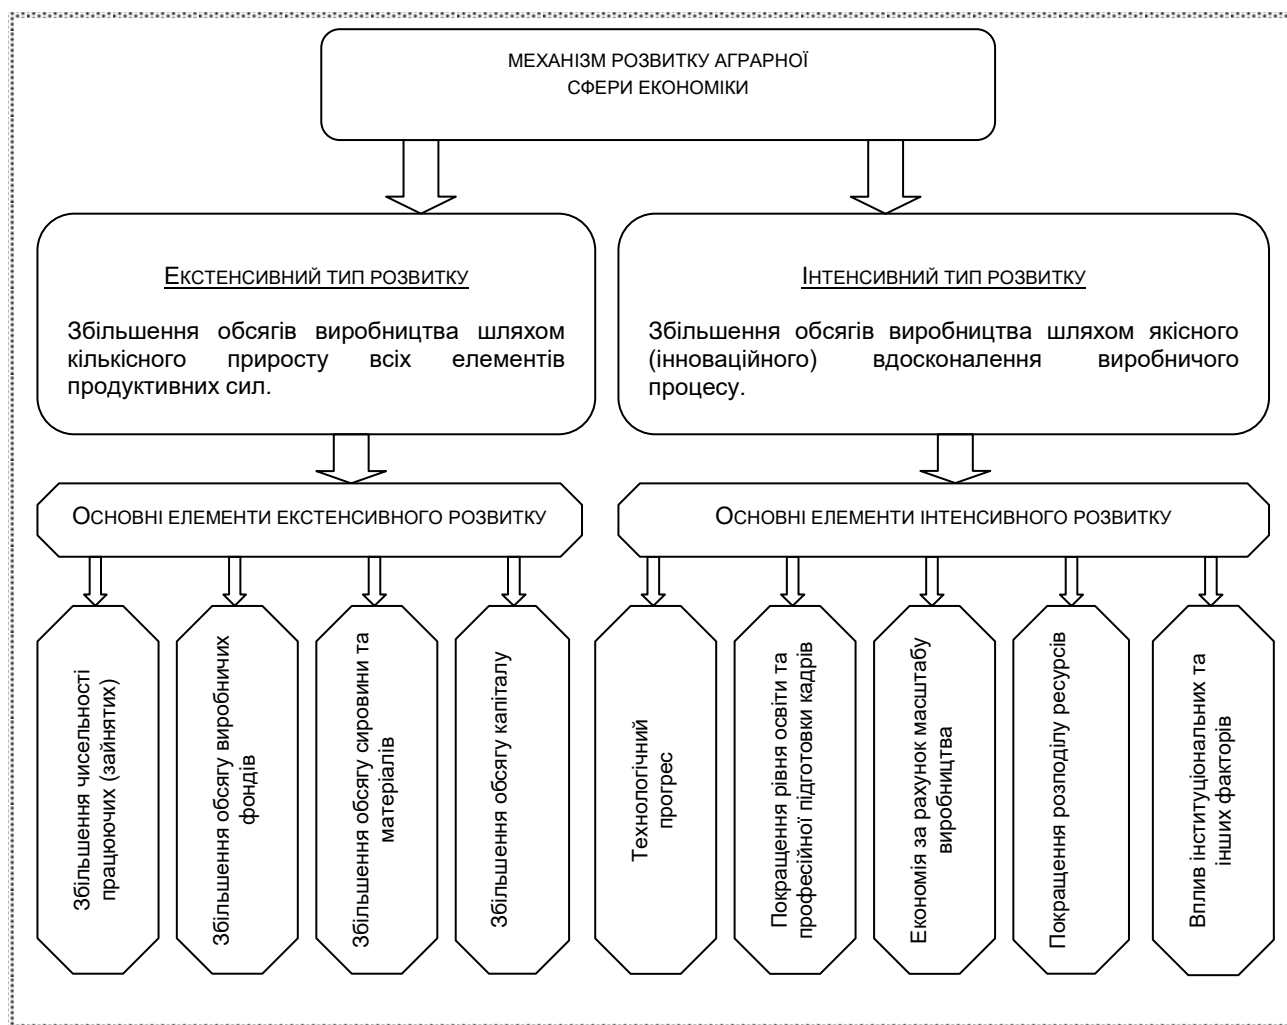 МЕХАНІЗМ РОЗВИТКУ АГРАРНОЇ
СФЕРИ ЕКОНОМІКИ
ЕКСТЕНСИВНИЙ ТИП РОЗВИТКУ
Збільшення обсягів виробництва шляхом
кількісного приросту всіх елементів
продуктивних сил.
ІНТЕНСИВНИЙ ТИП РОЗВИТКУ
Збільшення обсягів виробництва шляхом якісного
(інноваційного) вдосконалення виробничого
процесу.
ОСНОВНІ ЕЛЕМЕНТИ ЕКСТЕНСИВНОГО РОЗВИТКУ
ОСНОВНІ ЕЛЕМЕНТИ ІНТЕНСИВНОГО РОЗВИТКУ
Збільшення чисельності
працюючих (зайнятих)
Збільшення обсягу виробничих
фондів
Збільшення обсягу сировини та
матеріалів
Збільшення обсягу капіталу
Технологічний
прогрес
Покращення рівня освіти та
професійної підготовки кадрів
Економія за рахунок масштабу
виробництва
Покращення розподілу ресурсів
Вплив інституціональних та
інших факторів